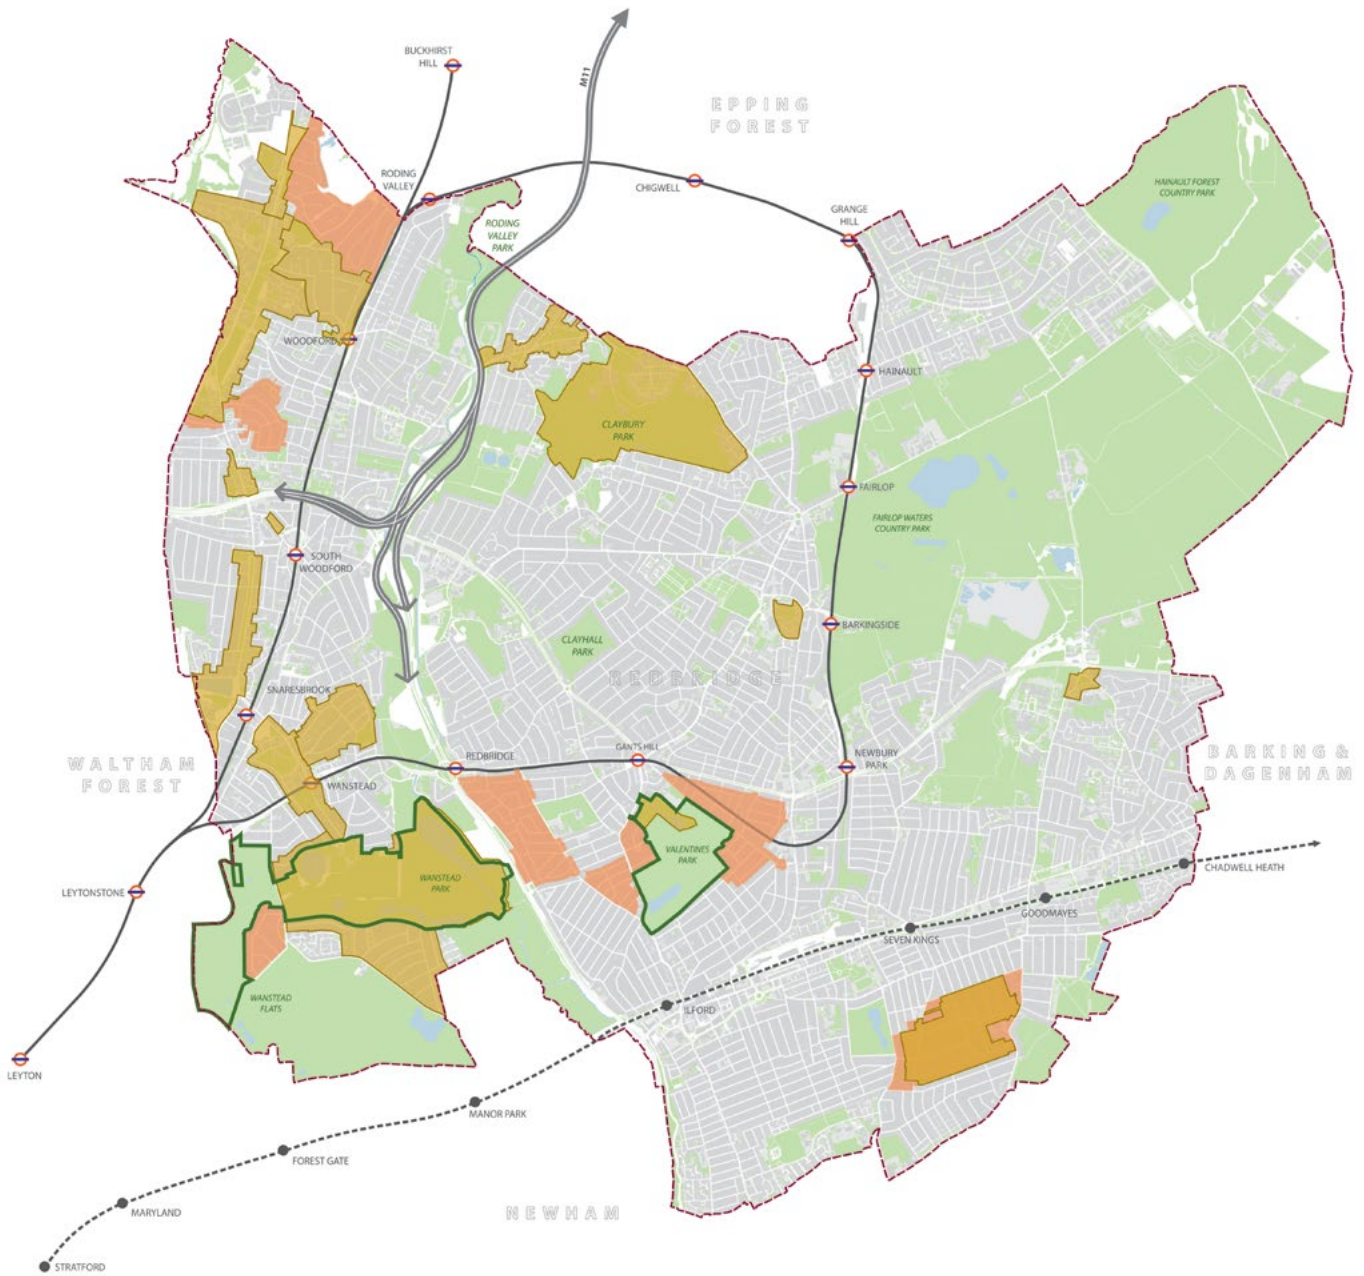 BUCKHIRST
HILL
M11
EPPING
FOREST
RODING
VALLEY
CHIGWELL
HAINAULT FOREST
COUNTRY PARK
GRANGE
HILL
RODING
VALLEY
PARK
WOODFORD
HAINAULT
CLAYBURY
PARK
FAIRLOP
FAIRLOP WATERS
COUNTRY PARK
SOUTH
WOODFORD
BARKINGSIDE
CLAYHALL
PARK
REDBRIDGE
SNARESBROOK
WALTHAM
FOREST
REDBRIDGE
GANTS HILL
NEWBURY
PARK
BARKING &
DAGENHAM
WANSTEAD
VALENTINES
PARK
WANSTEAD
PARK
LEYTONSTONE
CHADWELL HEATH
GOODMAYES
SEVEN KINGS
WANSTEAD
FLATS
ILFORD
LEYTON
MANOR PARK
FOREST GATE
MARYLAND
NEWHAM
STRATFORD